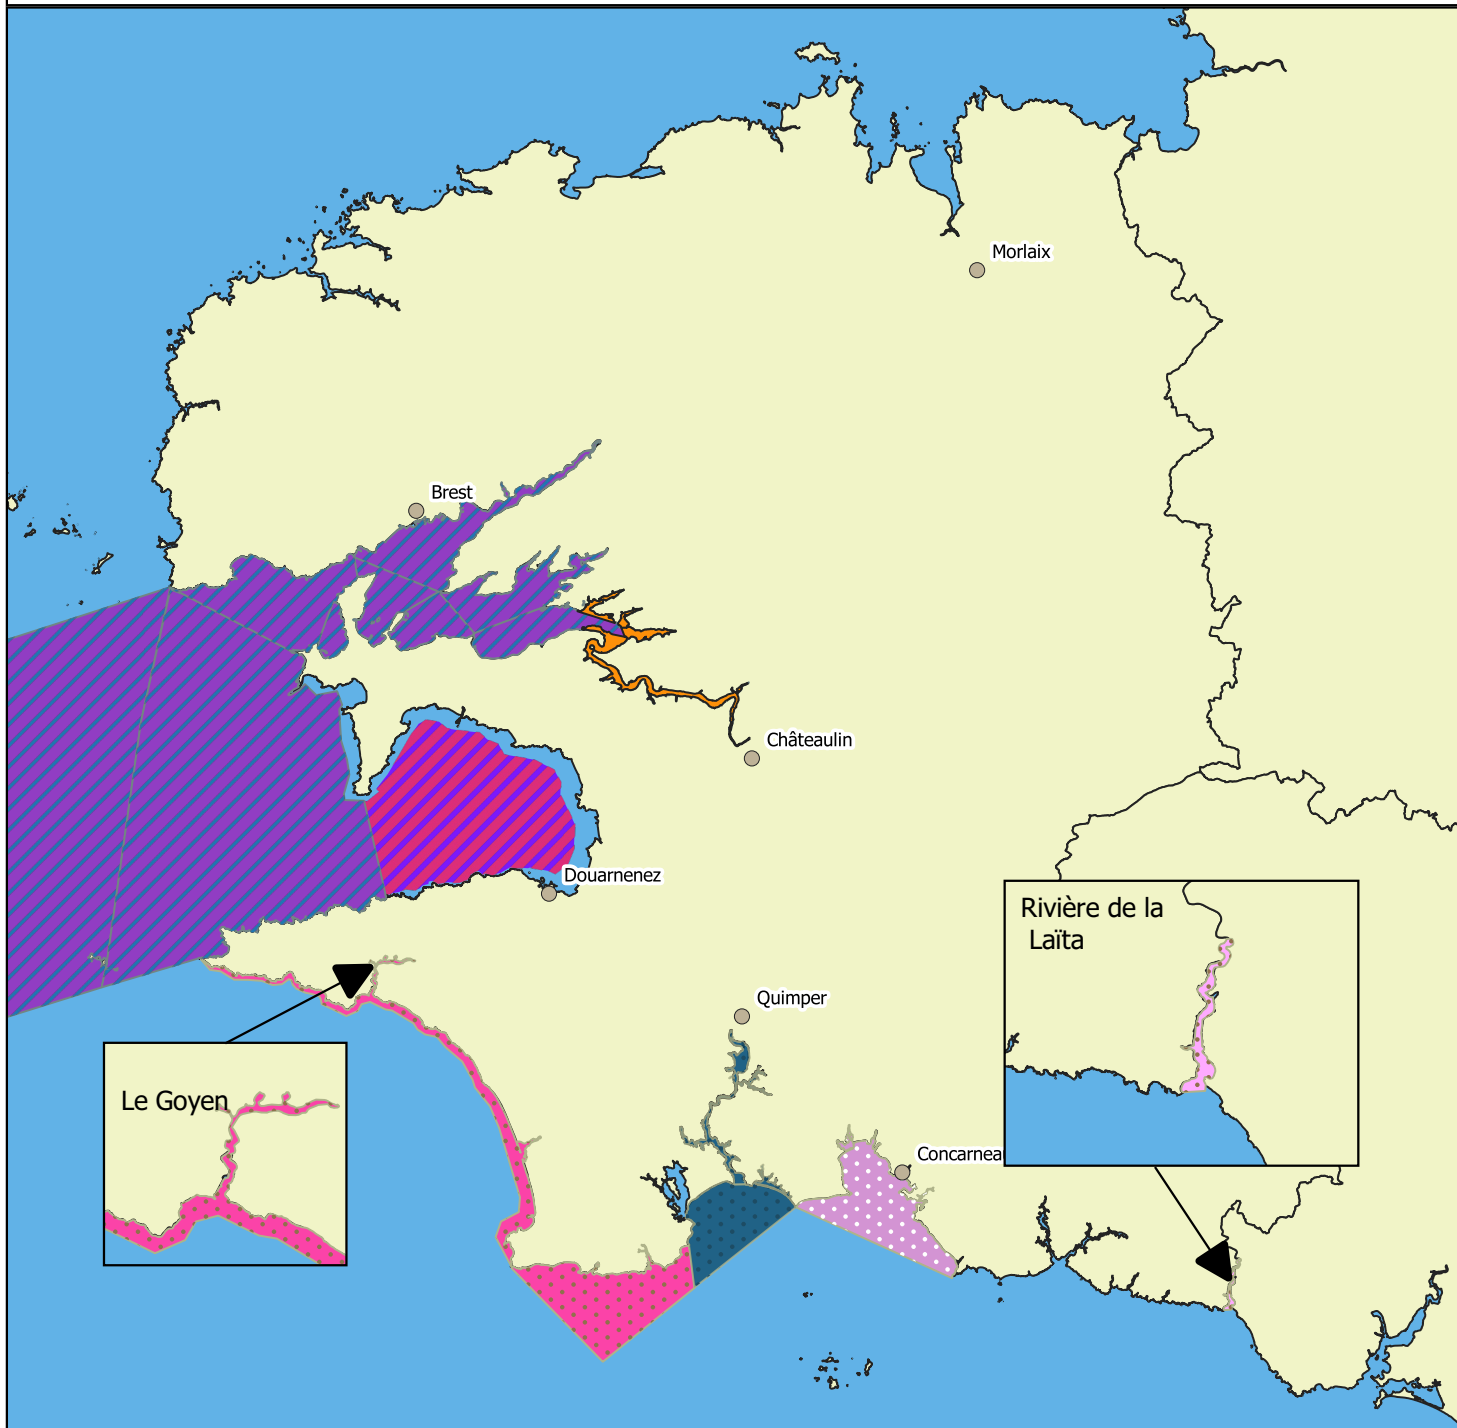 Morlaix
Brest
Châteaulin
Douarnenez
Rivière de la
Laïta
Quimper
Le Goyen
Concarnea